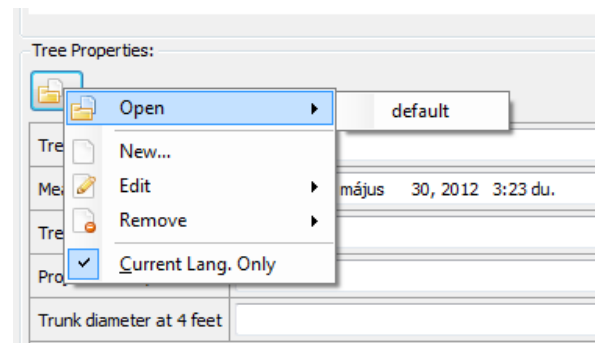 Tree Properties:
Open
default
Tre
New...
Mea
Edit
május 30, 2012 3:23 du.
Tre
Remove
Current Lang. Only
Trunk diameter at 4 feet